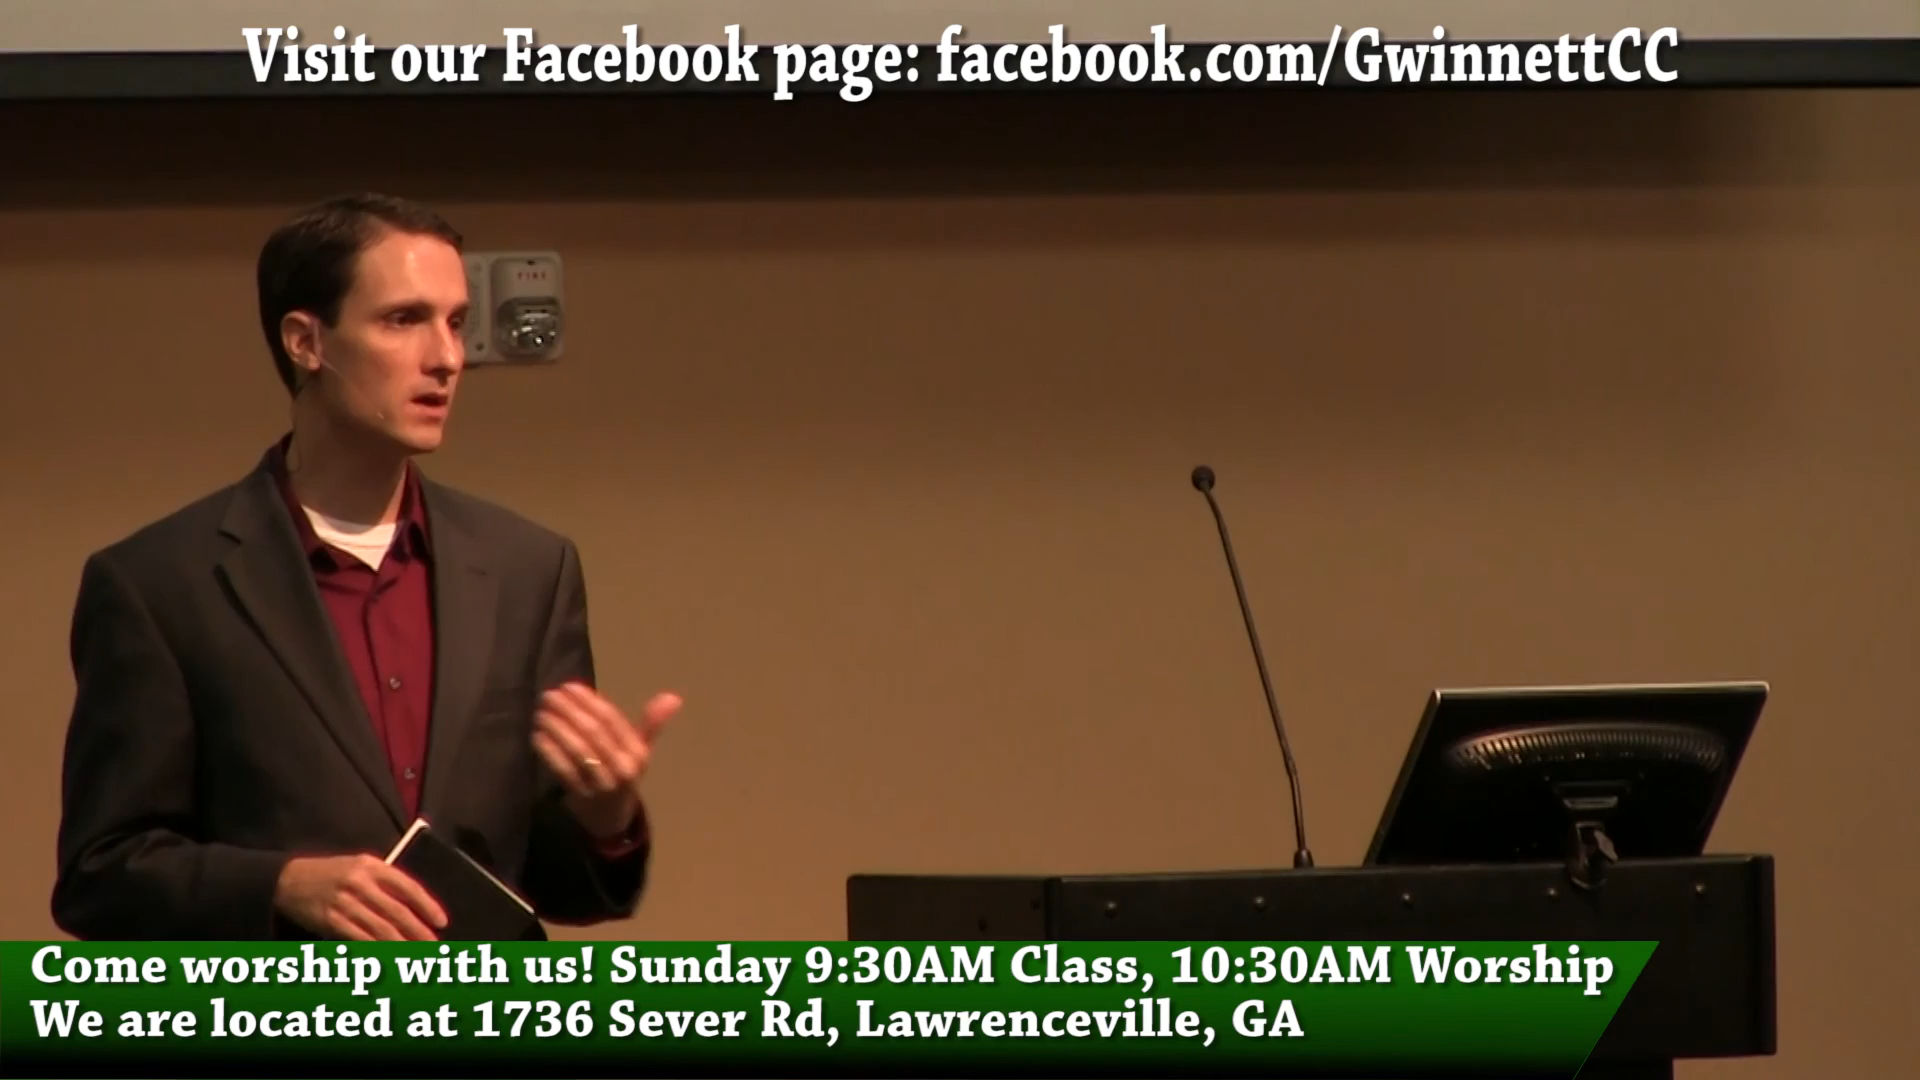 Visit our Facebook page: facebook.com/GwinnettCC
FIRE
Come worship with us! Sunday 9:30AM Class, 10:30AM Worship
We are located at 1736 Sever Rd, Lawrenceville, GA